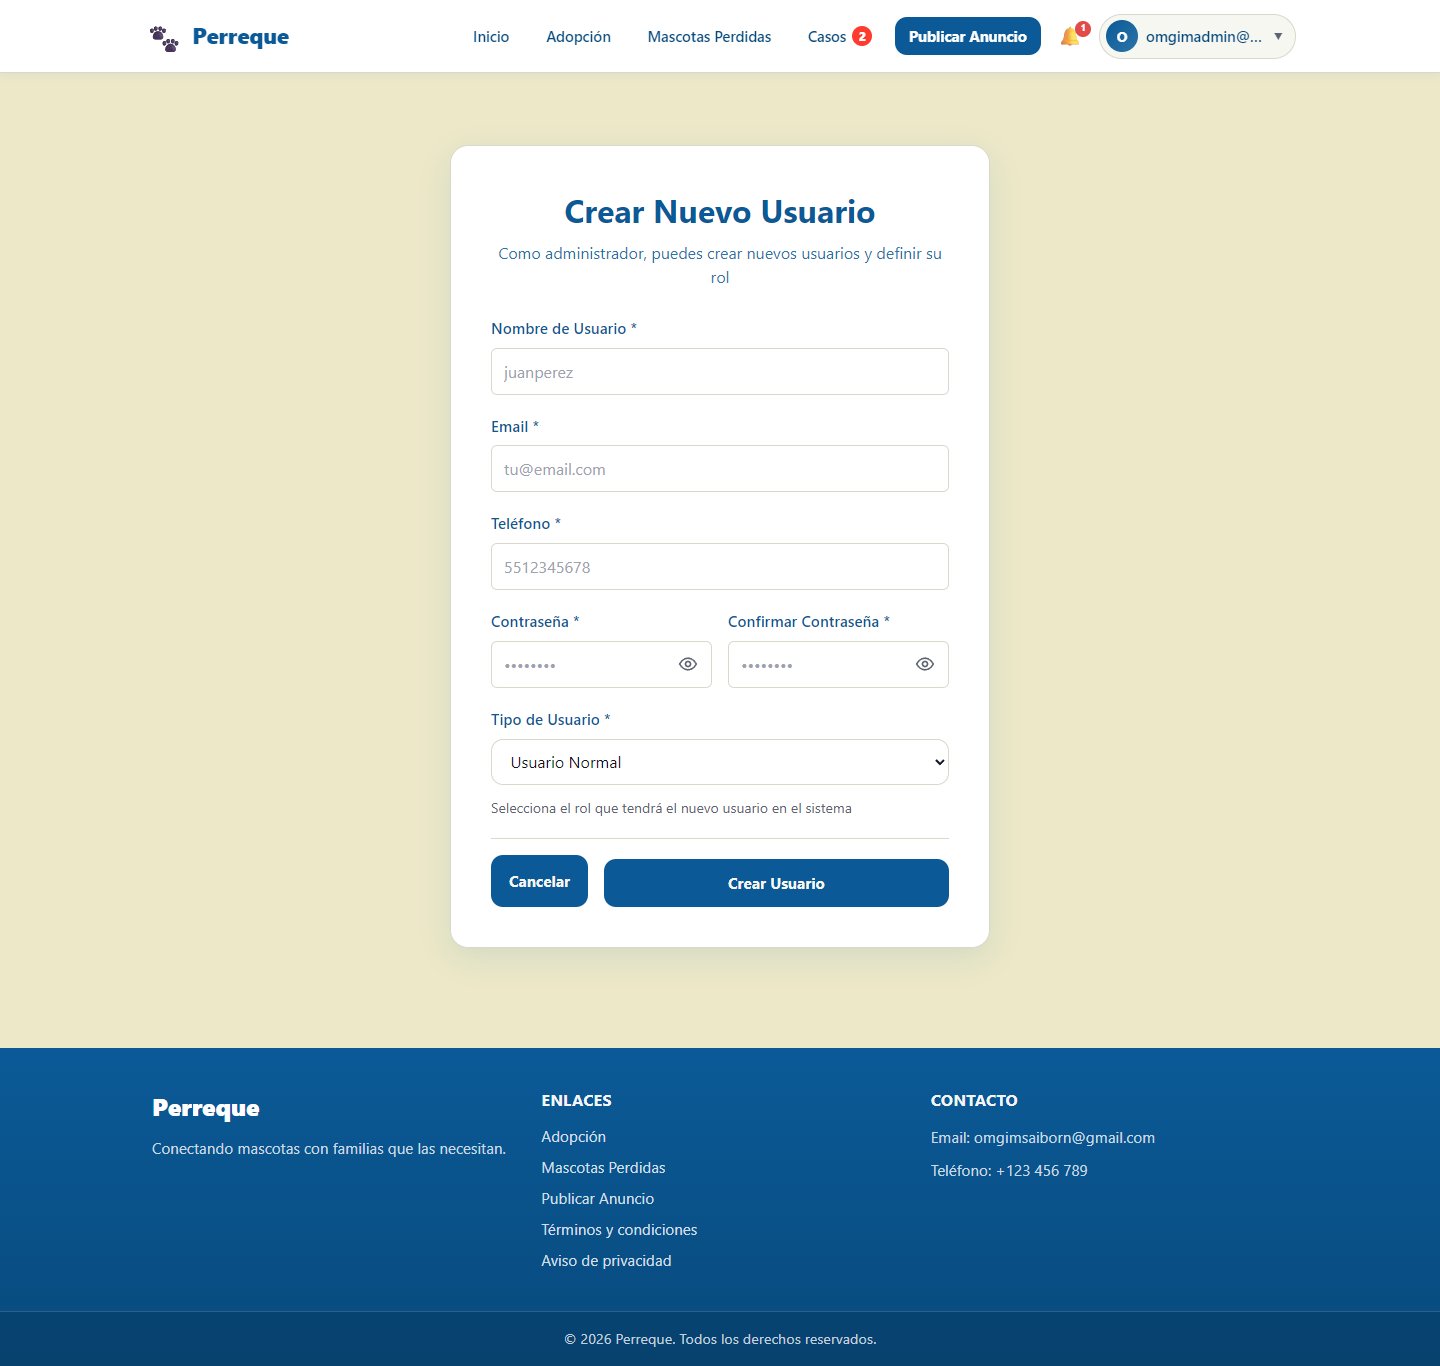 Perreque
Inicio
Adopción
Mascotas Perdidas
Casos 2
Publicar Anuncio
1
O
omgimadmin@...
Crear Nuevo Usuario
Como administrador, puedes crear nuevos usuarios y definir su
rol
Nombre de Usuario *
juanperez
Email *
tu@email.com
Teléfono *
5512345678
Contraseña *
Confirmar Contraseña *
••••••••
••••••••
Tipo de Usuario *
Usuario Normal
Selecciona el rol que tendrá el nuevo usuario en el sistema
Cancelar
Crear Usuario
Perreque
Conectando mascotas con familias que las necesitan.
ENLACES
Adopción
Mascotas Perdidas
Publicar Anuncio
Términos y condiciones
Aviso de privacidad
CONTACTO
Email: omgimsaiborn@gmail.com
Teléfono: +123 456 789
© 2026 Perreque. Todos los derechos reservados.